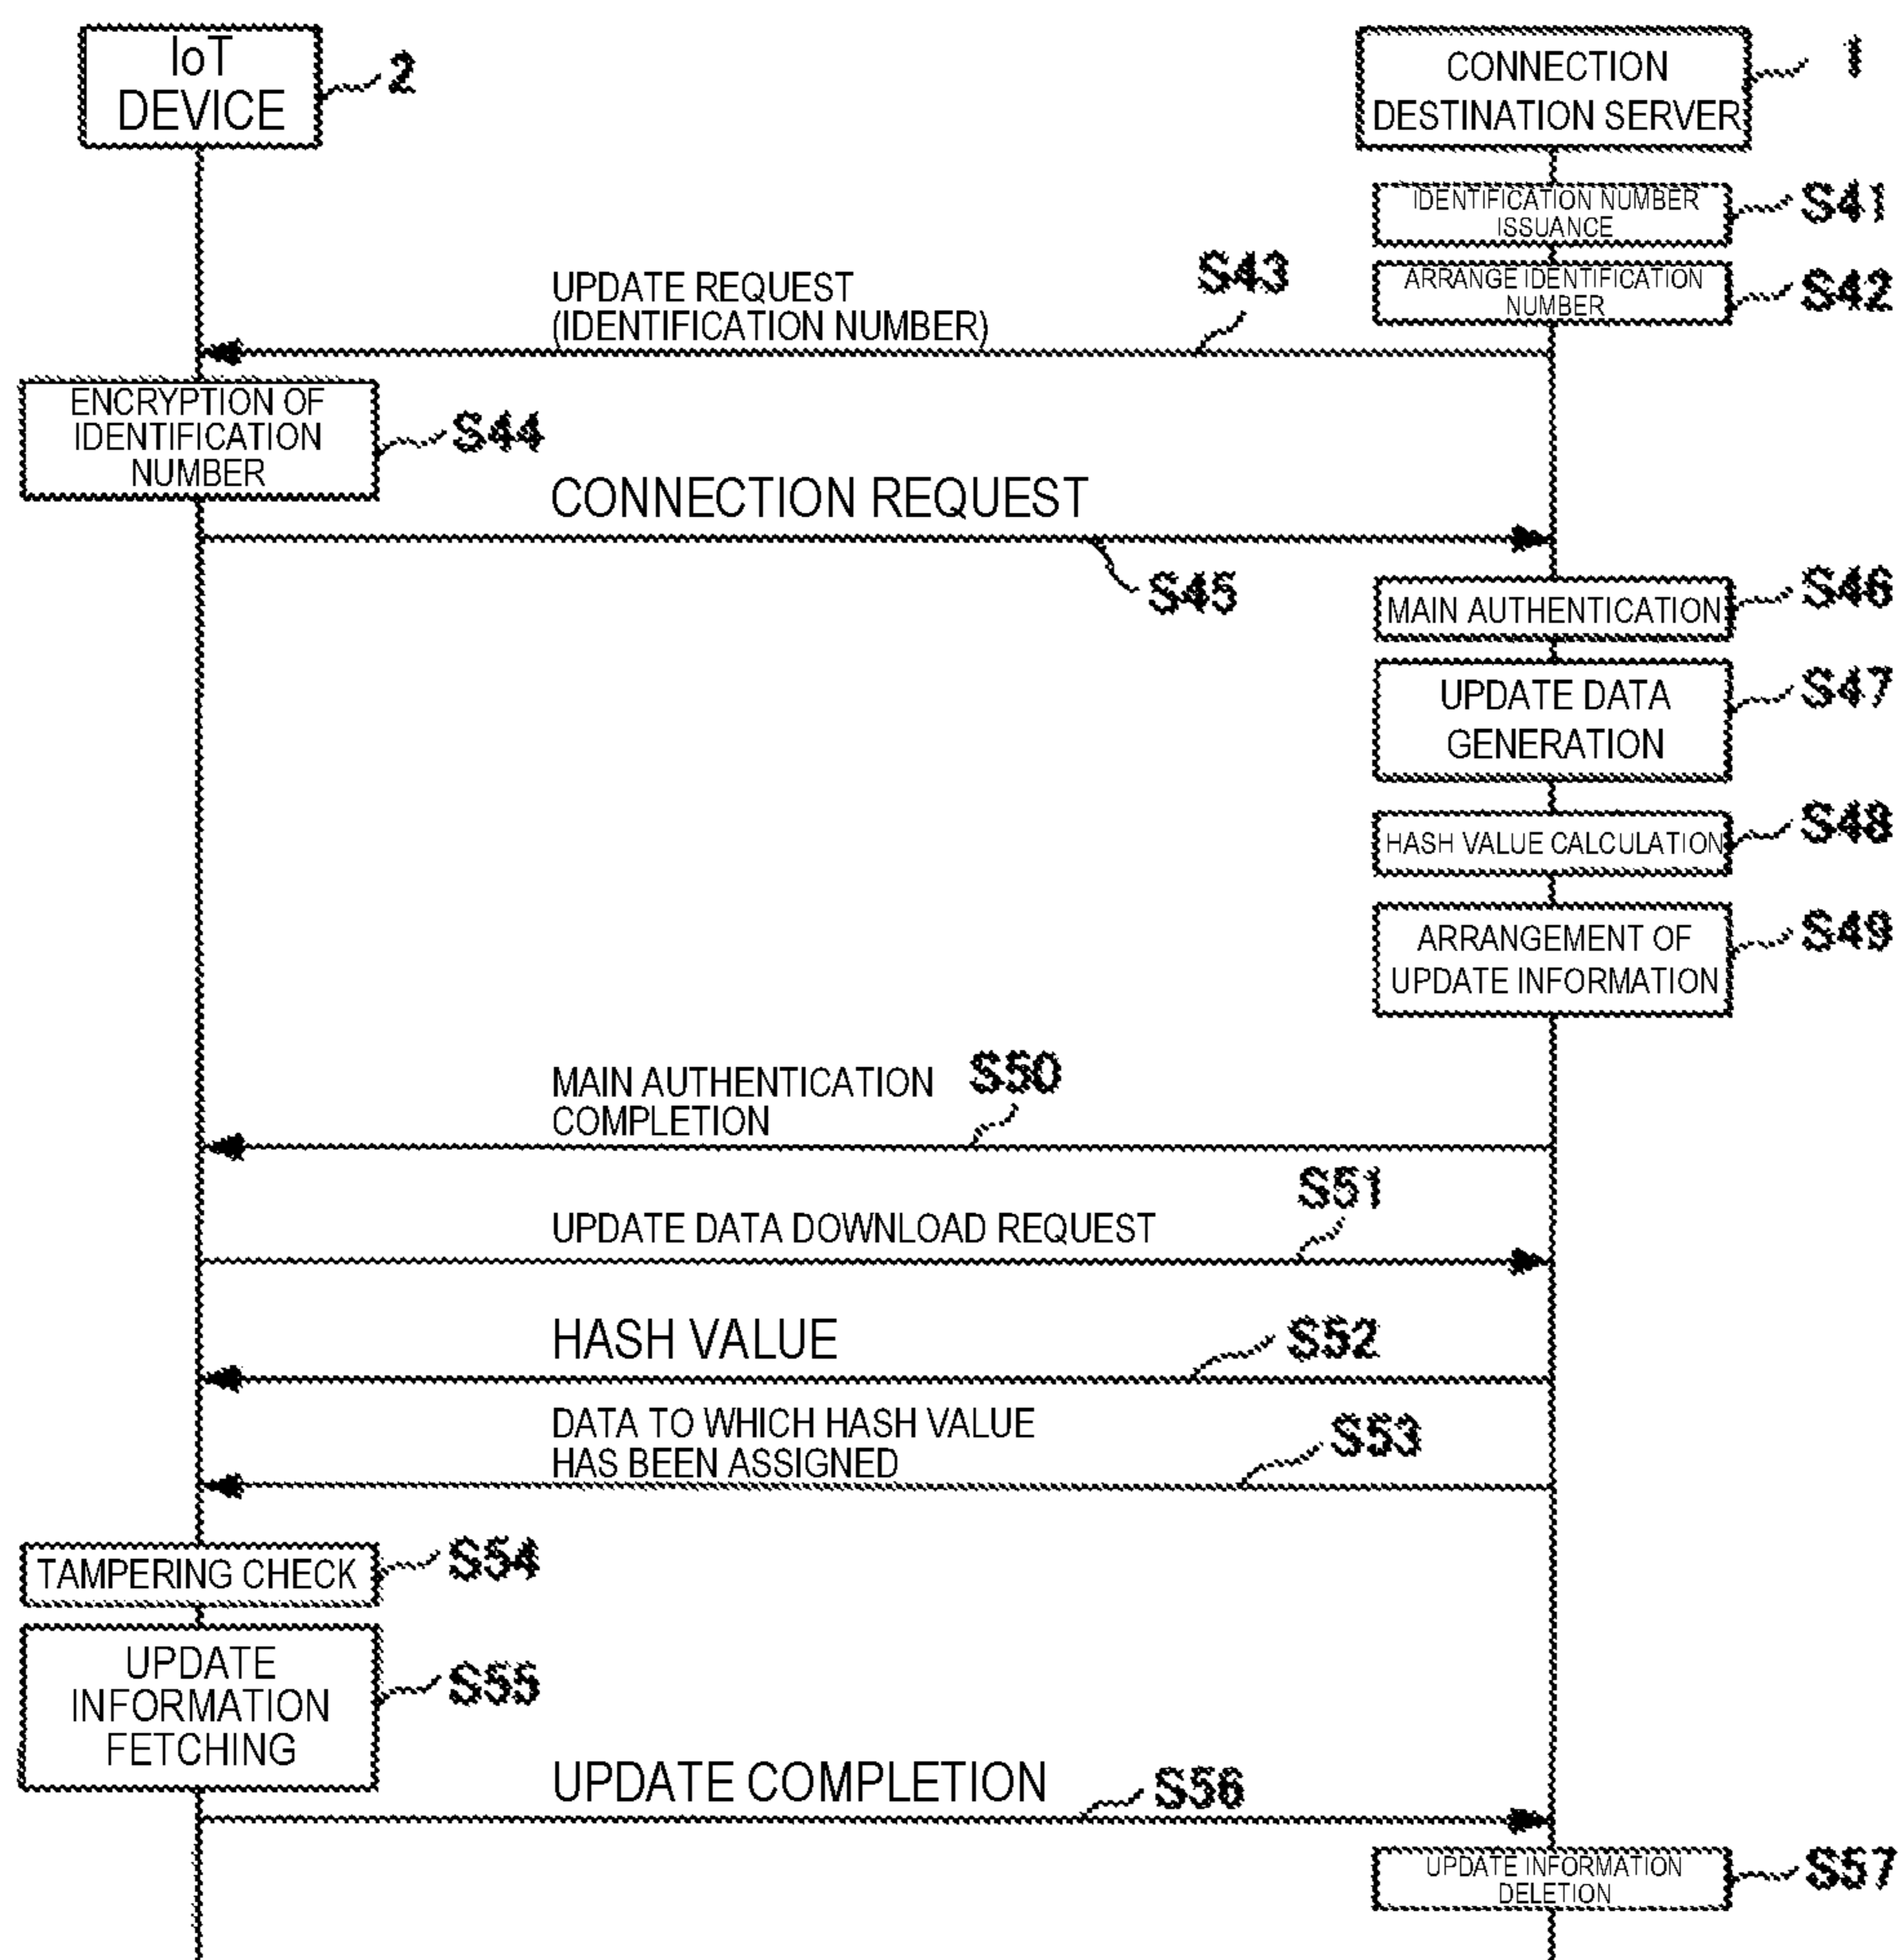 IoT
DEVICE
2
CONNECTION
DESTINATION SERVER
1
IDENTIFICATION NUMBER
ISSUANCE
S41
ARRANGE IDENTIFICATION
NUMBER
S42
UPDATE REQUEST
(IDENTIFICATION NUMBER)
S43
ENCRYPTION OF
IDENTIFICATION
NUMBER
S44
CONNECTION REQUEST
S45
MAIN AUTHENTICATION
S46
UPDATE DATA
GENERATION
S47
HASH VALUE CALCULATION
S48
ARRANGEMENT OF
UPDATE INFORMATION
S49
MAIN AUTHENTICATION
COMPLETION
S50
UPDATE DATA DOWNLOAD REQUEST
S51
HASH VALUE
S52
DATA TO WHICH HASH VALUE
HAS BEEN ASSIGNED
S53
TAMPERING CHECK
S54
UPDATE
INFORMATION
FETCHING
S55
UPDATE COMPLETION
S56
UPDATE INFORMATION
DELETION
S57